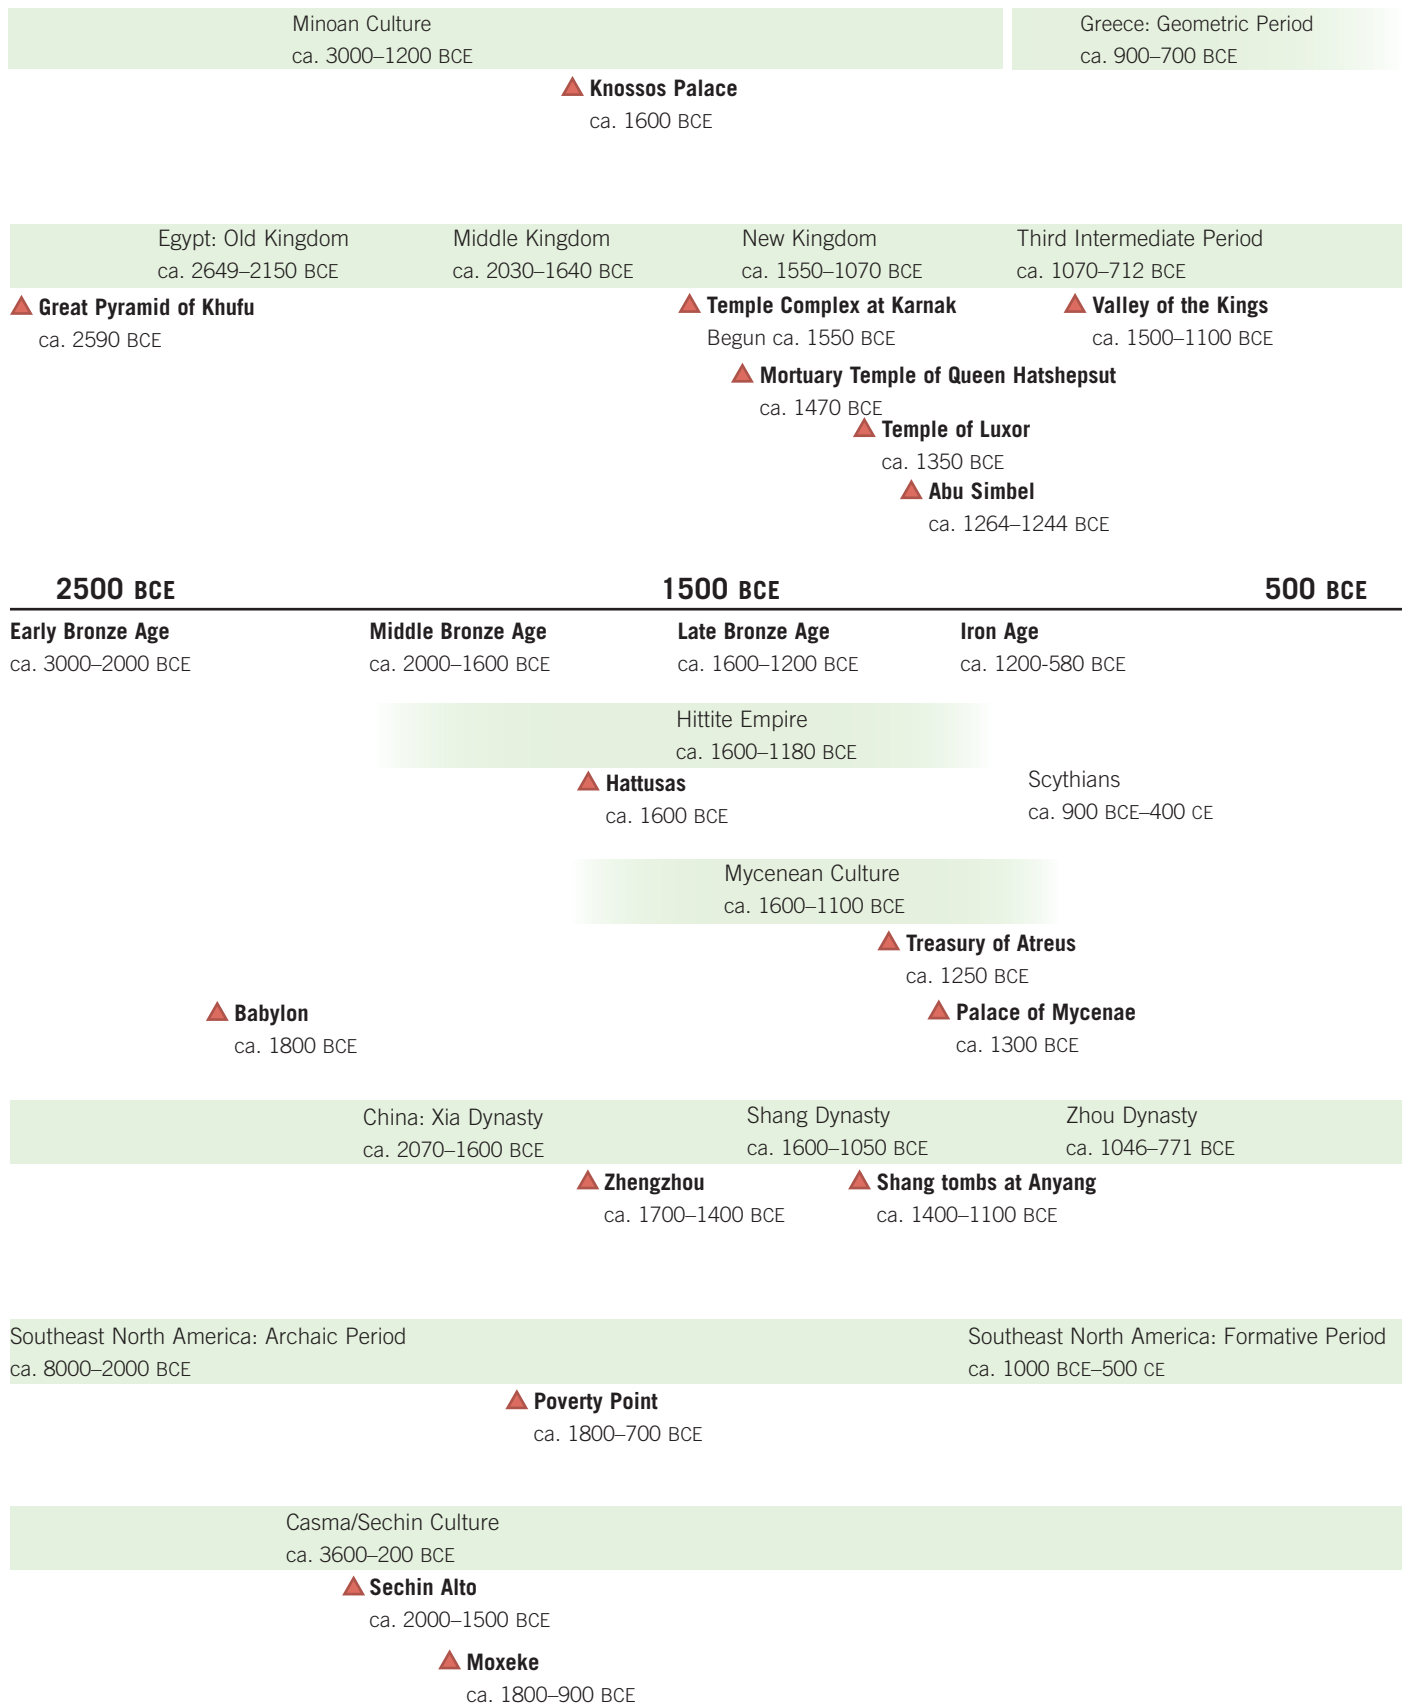 Minoan Culture
ca. 3000–1200 BCE
Greece: Geometric Period
ca. 900–700 BCE
Knossos Palace
ca. 1600 BCE
Egypt: Old Kingdom
ca. 2649–2150 BCE
Middle Kingdom
ca. 2030–1640 BCE
New Kingdom
ca. 1550–1070 BCE
Third Intermediate Period
ca. 1070–712 BCE
Great Pyramid of Khufu
ca. 2590 BCE
Temple Complex at Karnak
Begun ca. 1550 BCE
Valley of the Kings
ca. 1500–1100 BCE
Mortuary Temple of Queen Hatshepsut
ca. 1470 BCE
Temple of Luxor
ca. 1350 BCE
Abu Simbel
ca. 1264–1244 BCE
2500 BCE
1500 BCE
500 BCE
Early Bronze Age
ca. 3000–2000 BCE
Middle Bronze Age
ca. 2000–1600 BCE
Late Bronze Age
ca. 1600–1200 BCE
Iron Age
ca. 1200-580 BCE
Hittite Empire
ca. 1600–1180 BCE
Hattusas
ca. 1600 BCE
Scythians
ca. 900 BCE–400 CE
Mycenean Culture
ca. 1600–1100 BCE
Treasury of Atreus
ca. 1250 BCE
Babylon
ca. 1800 BCE
Palace of Mycenae
ca. 1300 BCE
China: Xia Dynasty
ca. 2070–1600 BCE
Shang Dynasty
ca. 1600–1050 BCE
Zhou Dynasty
ca. 1046–771 BCE
Zhengzhou
ca. 1700–1400 BCE
Shang tombs at Anyang
ca. 1400–1100 BCE
Southeast North America: Archaic Period
ca. 8000–2000 BCE
Southeast North America: Formative Period
ca. 1000 BCE–500 CE
Poverty Point
ca. 1800–700 BCE
Casma/Sechin Culture
ca. 3600–200 BCE
Sechin Alto
ca. 2000–1500 BCE
Moxeke
ca. 1800–900 BCE